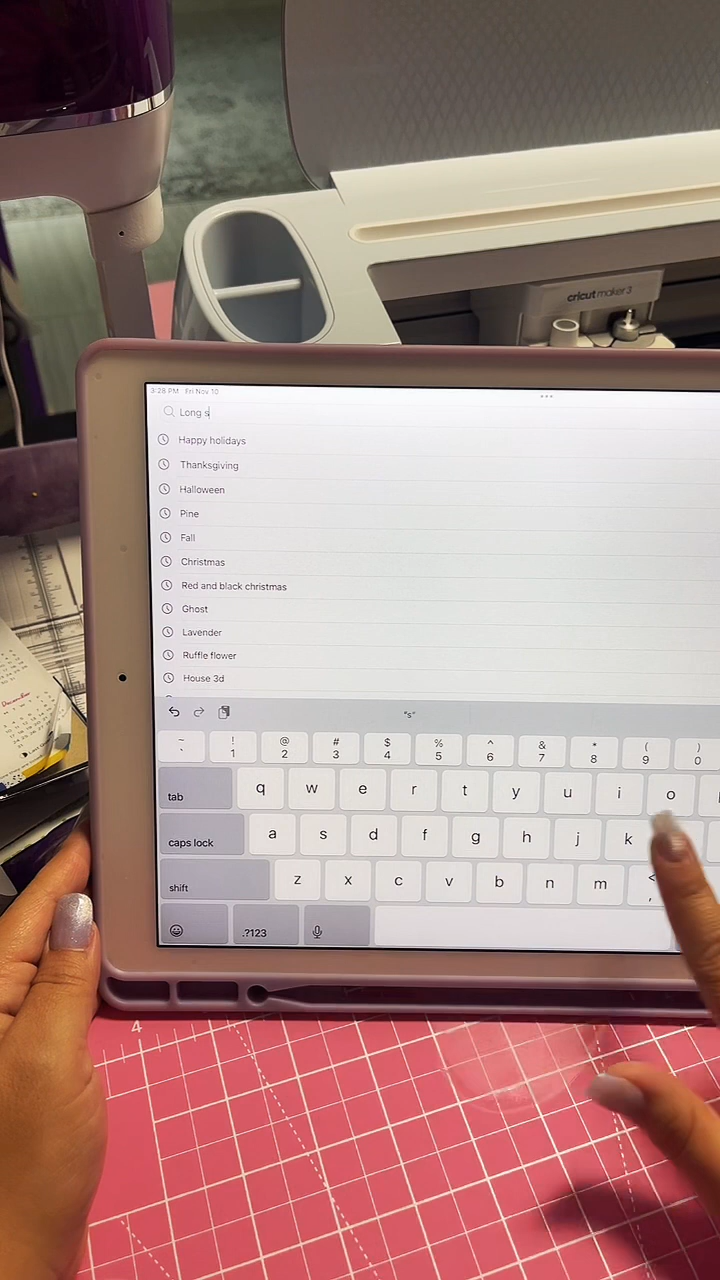 cricut maker 3
3:28 PM Fri Nov 10
Long s
Happy holidays
Thanksgiving
Halloween
Pine
Fall
Christmas
Red and black christmas
Ghost
Lavender
Ruffle flower
House 3d
"s"
~ ! @ # $ % ^ & * ( )
` 1 2 3 4 5 6 7 8 9 0
tab q w e r t y u i o
caps lock a s d f g h j k
shift z x c v b n m < ,
.?123
4
December